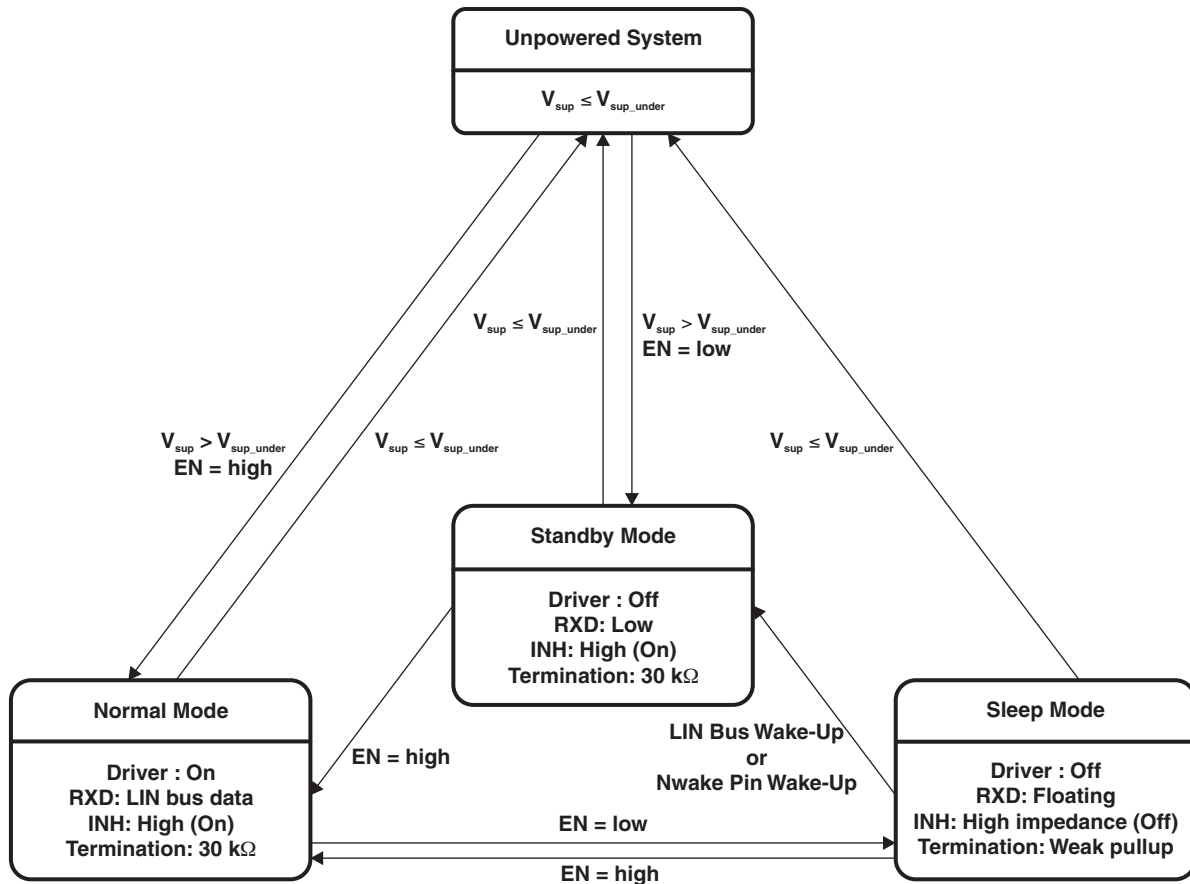 Unpowered System
Vsup ≤ Vsup_under
Vsup ≤ Vsup_under
Vsup > Vsup_under
EN = low
Vsup > Vsup_under
EN = high
Vsup ≤ Vsup_under
Vsup ≤ Vsup_under
Standby Mode
Driver : Off
RXD: Low
INH: High (On)
Termination: 30 kΩ
Normal Mode
Driver : On
RXD: LIN bus data
INH: High (On)
Termination: 30 kΩ
EN = high
LIN Bus Wake-Up
or
Nwake Pin Wake-Up
Sleep Mode
Driver : Off
RXD: Floating
INH: High impedance (Off)
Termination: Weak pullup
EN = low
EN = high